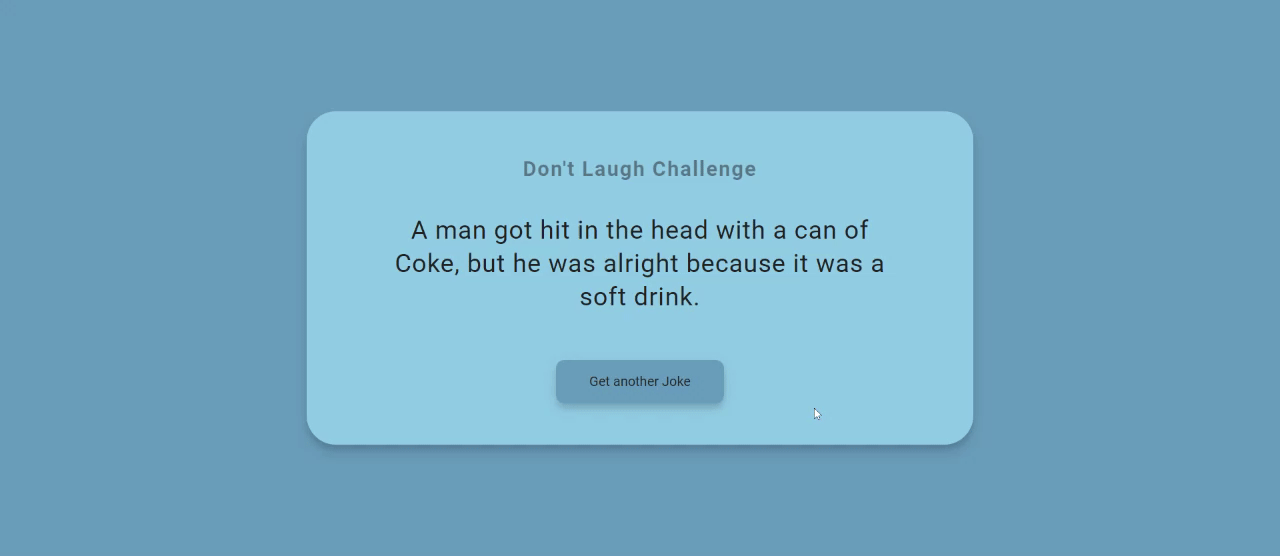 Don't Laugh Challenge
A man got hit in the head with a can of
Coke, but he was alright because it was a
soft drink.
Get another Joke